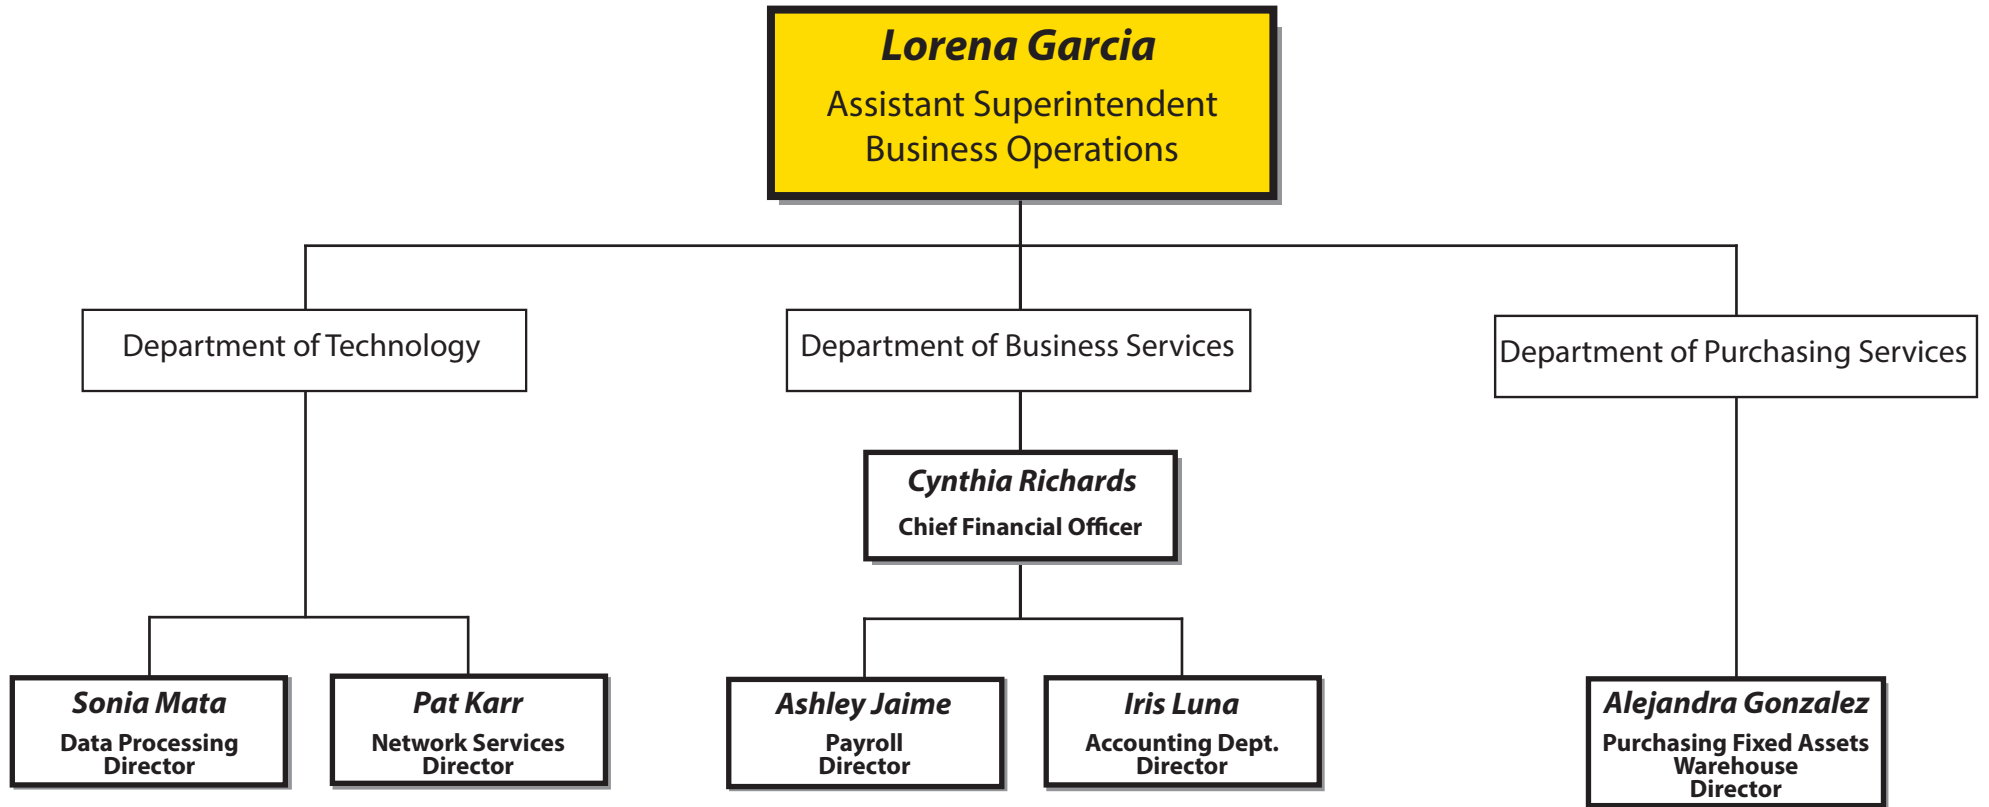 Lorena Garcia
Assistant Superintendent
Business Operations
Department of Technology
Department of Business Services
Department of Purchasing Services
Cynthia Richards
Chief Financial Officer
Sonia Mata
Data Processing
Director
Pat Karr
Network Services
Director
Ashley Jaime
Payroll
Director
Iris Luna
Accounting Dept.
Director
Alejandra Gonzalez
Purchasing Fixed Assets
Warehouse
Director